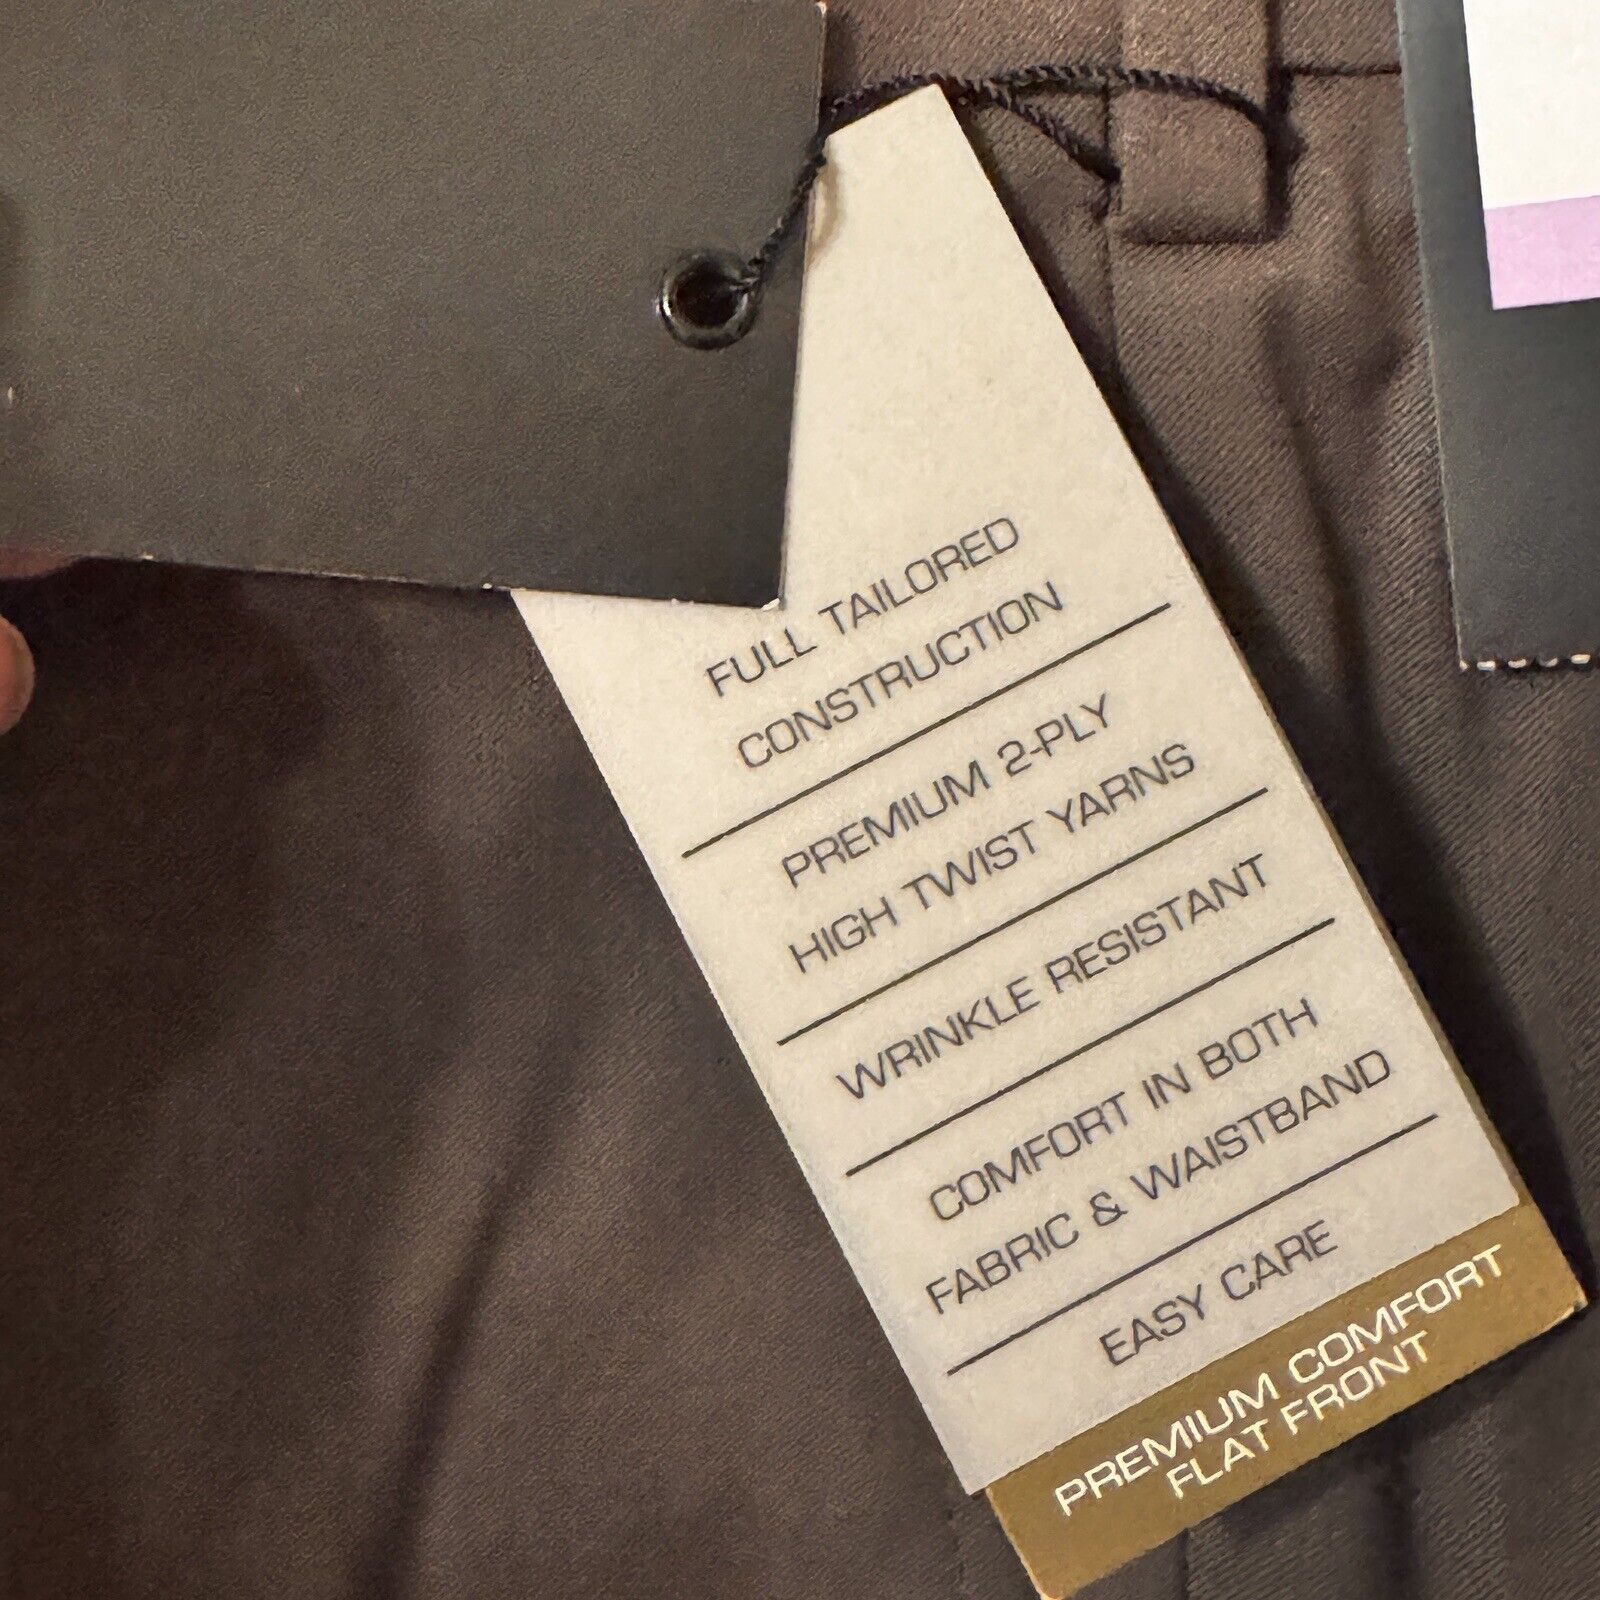 FULL TAILORED
CONSTRUCTION
PREMIUM 2-PLY
HIGH TWIST YARNS
WRINKLE RESISTANT
COMFORT IN BOTH
FABRIC & WAISTBAND
EASY CARE
PREMIUM COMFORT
FLAT FRONT